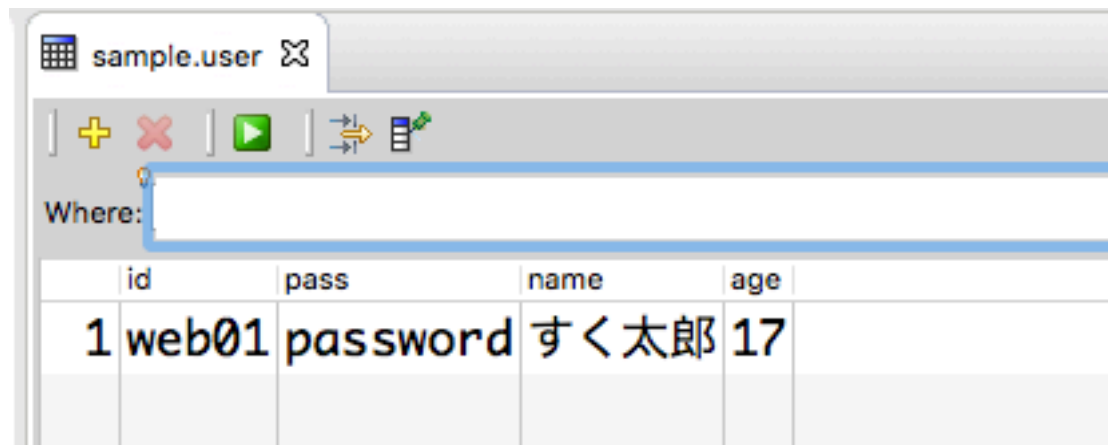 sample.user
Where:
id pass name age
1 web01 password すく太郎 17